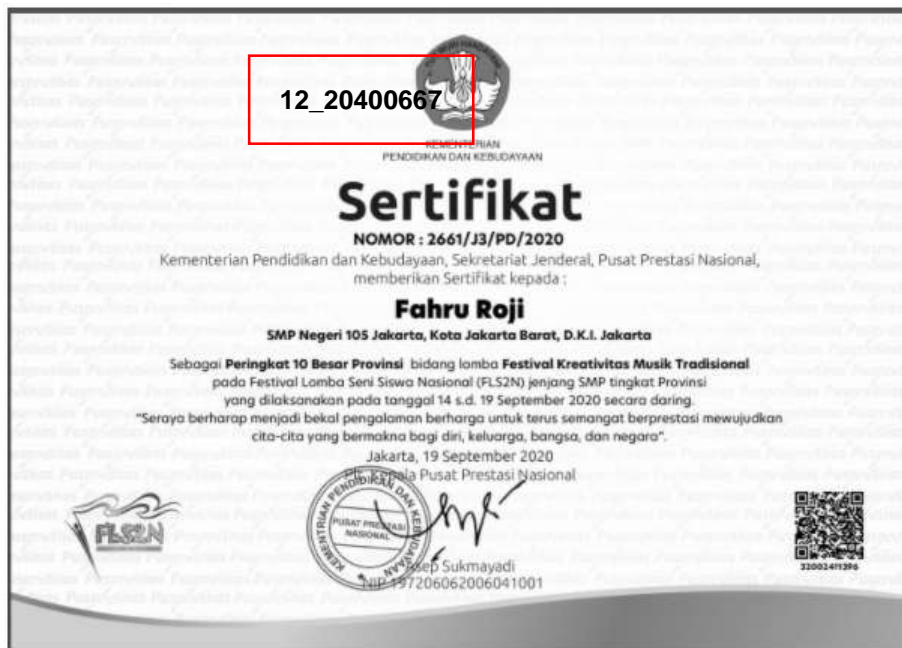 12_20400667
KEMENTERIAN
PENDIDIKAN DAN KEBUDAYAAN
Sertifikat
NOMOR : 2661/J3/PD/2020
Kementerian Pendidikan dan Kebudayaan, Sekretariat Jenderal, Pusat Prestasi Nasional,
memberikan Sertifikat kepada :
Fahru Roji
SMP Negeri 105 Jakarta, Kota Jakarta Barat, D.K.I. Jakarta
Sebagai Peringkat 10 Besar Provinsi bidang lomba Festival Kreativitas Musik Tradisional
pada Festival Lomba Seni Siswa Nasional (FLS2N) jenjang SMP tingkat Provinsi
yang dilaksanakan pada tanggal 14 s.d. 19 September 2020 secara daring.
"Seraya berharap menjadi bekal pengalaman berharga untuk terus semangat berprestasi mewujudkan
cita-cita yang bermakna bagi diri, keluarga, bangsa, dan negara".
Jakarta, 19 September 2020
Plt. Kepala Pusat Prestasi Nasional
KEMENTRIAN PENDIDIKAN DAN KEBUDAYAAN
PUSAT PRESTASI
NASIONAL
Asep Sukmayadi
NIP 197206062006041001
FLS2N
32002411396